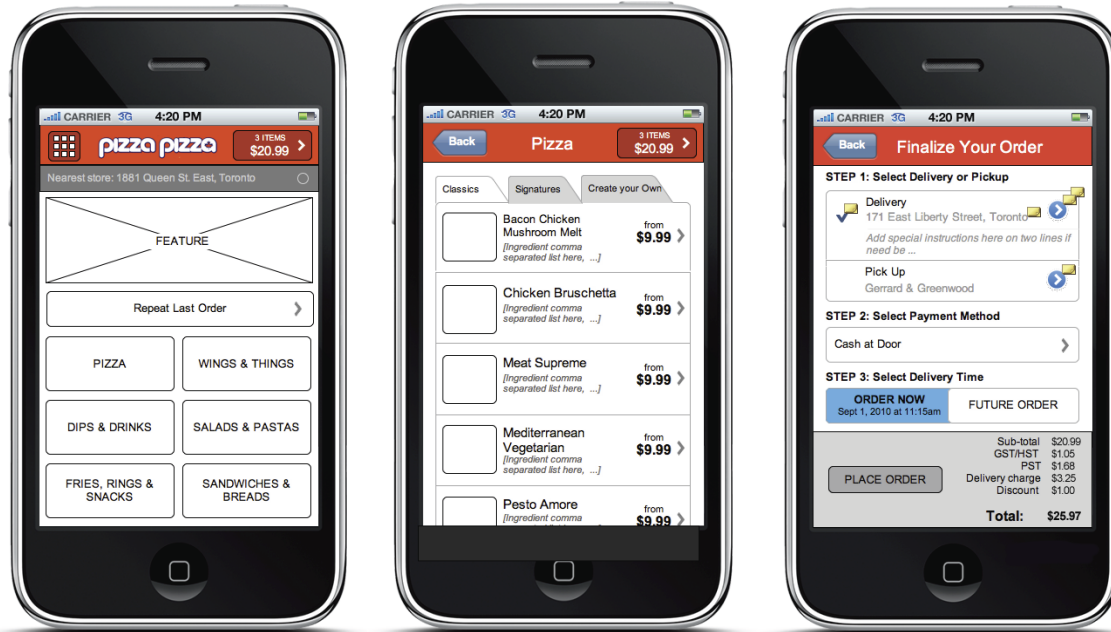 CARRIER 3G 4:20 PM
pizza pizza
3 ITEMS
$20.99
Nearest store: 1881 Queen St. East, Toronto
FEATURE
Repeat Last Order
PIZZA
WINGS & THINGS
DIPS & DRINKS
SALADS & PASTAS
FRIES, RINGS &
SNACKS
SANDWICHES &
BREADS
CARRIER 3G 4:20 PM
Back
Pizza
3 ITEMS
$20.99
Classics
Signatures
Create your Own
Bacon Chicken
Mushroom Melt
[Ingredient comma
separated list here, ...]
from
$9.99
Chicken Bruschetta
[Ingredient comma
separated list here, ...]
from
$9.99
Meat Supreme
[Ingredient comma
separated list here, ...]
from
$9.99
Mediterranean
Vegetarian
[Ingredient comma
separated list here, ...]
from
$9.99
Pesto Amore
[Ingredient comma
from
$9.99
CARRIER 3G 4:20 PM
Back
Finalize Your Order
STEP 1: Select Delivery or Pickup
Delivery
171 East Liberty Street, Toronto
Add special instructions here on two lines if
need be ...
Pick Up
Gerrard & Greenwood
STEP 2: Select Payment Method
Cash at Door
STEP 3: Select Delivery Time
ORDER NOW
Sept 1, 2010 at 11:15am
FUTURE ORDER
PLACE ORDER
Sub-total $20.99
GST/HST $1.05
PST $1.68
Delivery charge $3.25
Discount $1.00
Total: $25.97